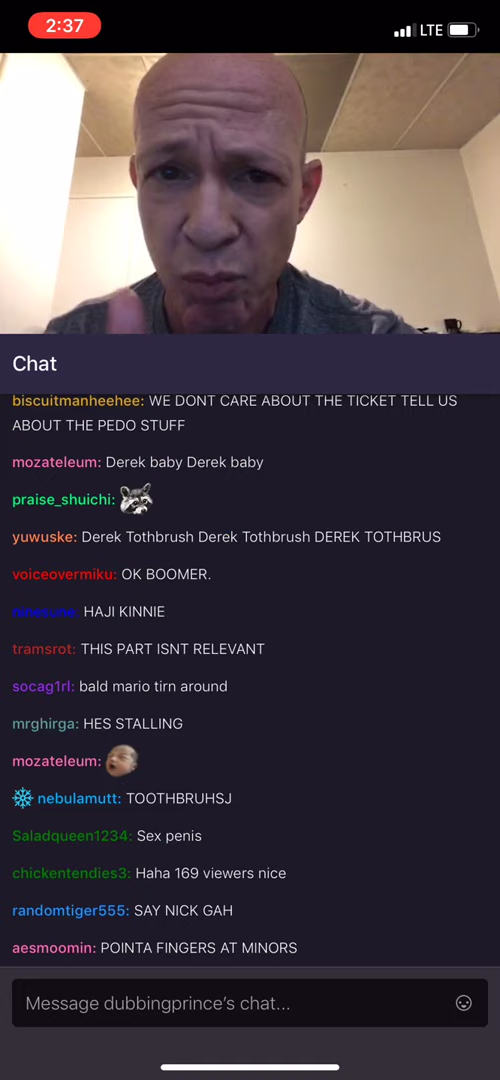 2:37
LTE
Chat
biscuitmanheehee: WE DONT CARE ABOUT THE TICKET TELL US
ABOUT THE PEDO STUFF
mozateleum: Derek baby Derek baby
praise_shuichi:
yuwuske: Derek Tothbrush Derek Tothbrush DEREK TOTHBRUS
voiceovermiku: OK BOOMER.
HAJI KINNIE
tramsrot: THIS PART ISNT RELEVANT
socag1rl: bald mario tirn around
mrghirga: HES STALLING
mozateleum:
nebulamutt: TOOTHBRUHSJ
Saladqueen1234: Sex penis
chickentendies3: Haha 169 viewers nice
randomtiger555: SAY NICK GAH
aesmoomin: POINTA FINGERS AT MINORS
Message dubbingprince's chat...